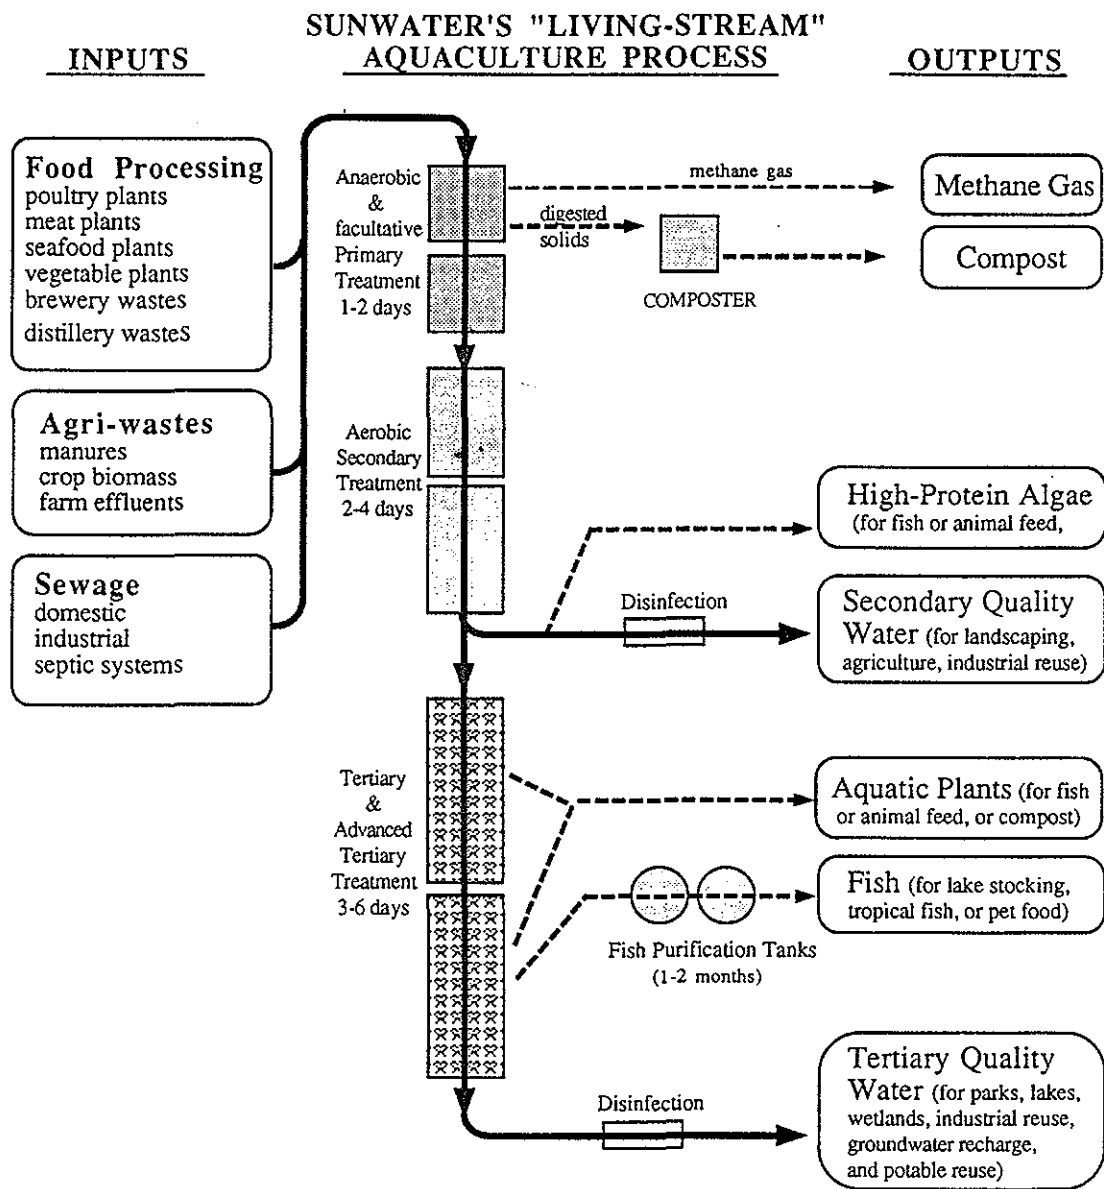 SUNWATER'S "LIVING-STREAM"
AQUACULTURE PROCESS
INPUTS
OUTPUTS
Food Processing
poultry plants
meat plants
seafood plants
vegetable plants
brewery wastes
distillery wastes
Agri-wastes
manures
crop biomass
farm effluents
Sewage
domestic
industrial
septic systems
Anaerobic
&
facultative
Primary
Treatment
1-2 days
methane gas
digested
solids
COMPOSTER
Methane Gas
Compost
Aerobic
Secondary
Treatment
2-4 days
High-Protein Algae
(for fish or animal feed,
Disinfection
Secondary Quality
Water (for landscaping,
agriculture, industrial reuse)
Tertiary
&
Advanced
Tertiary
Treatment
3-6 days
Aquatic Plants (for fish
or animal feed, or compost)
Fish (for lake stocking,
tropical fish, or pet food)
Fish Purification Tanks
(1-2 months)
Disinfection
Tertiary Quality
Water (for parks, lakes,
wetlands, industrial reuse,
groundwater recharge,
and potable reuse)